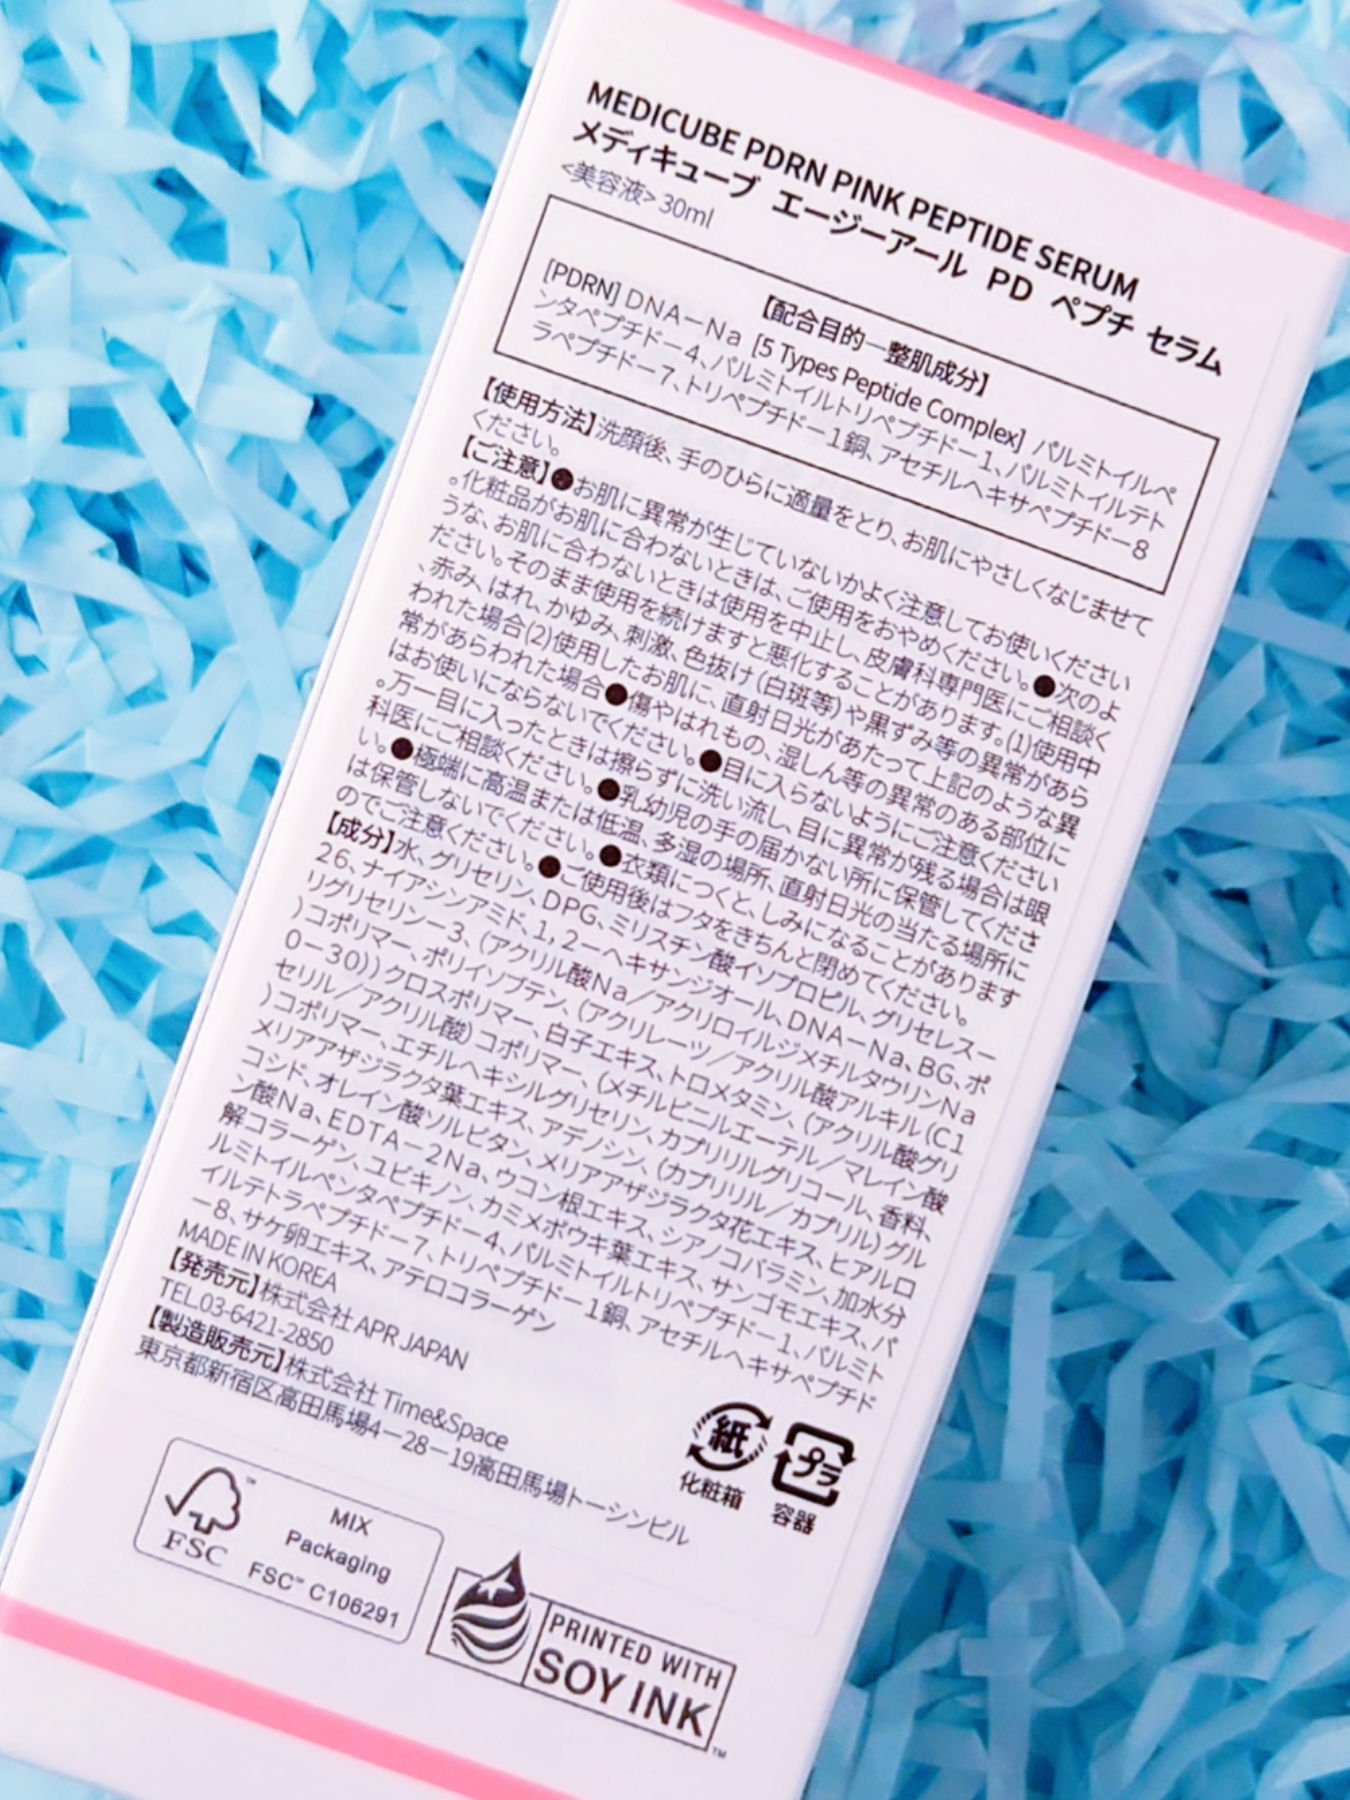 MEDICUBE PDRN PINK PEPTIDE SERUM
メディキューブ エージーアール PD ペプチ セラム
<美容液> 30ml
【配合目的―整肌成分】
[PDRN] DNA－Na [5 Types Peptide Complex] パルミトイルペ
ンタペプチド－4、パルミトイルトリペプチド－1、パルミトイルテト
ラペプチド－7、トリペプチド－1銅、アセチルヘキサペプチド－8
【使用方法】洗顔後、手のひらに適量をとり、お肌にやさしくなじませて
ください。
【ご注意】●お肌に異常が生じていないかよく注意してお使いください
。化粧品がお肌に合わないときは、ご使用をおやめください。●次のよ
うな、お肌に合わないときは使用を中止し、皮膚科専門医にご相談く
ださい。そのまま使用を続けますと悪化することがあります。(1)使用中
、赤み、はれ、かゆみ、刺激、色抜け(白斑等)や黒ずみ等の異常があら
われた場合(2)使用したお肌に、直射日光があたって上記のような異
常があらわれた場合●傷やはれもの、湿しん等の異常のある部位に
はお使いにならないでください。●目に入らないようにご注意ください
。万一目に入ったときは擦らずに洗い流し、目に異常が残る場合は眼
科医にご相談ください。●乳幼児の手の届かない所に保管してくださ
い。●極端に高温または低温、多湿の場所、直射日光の当たる場所に
は保管しないでください。●衣類につくと、しみになることがあります
のでご注意ください。●ご使用後はフタをきちんと閉めてください。
【成分】水、グリセリン、DPG、ミリスチン酸イソプロピル、グリセレス－
26、ナイアシンアミド、1,2－ヘキサンジオール、DNA－Na、BG、ポ
リグリセリン－3、(アクリル酸Na／アクリロイルジメチルタウリンNa
)コポリマー、ポリイソブテン、(アクリレーツ／アクリル酸アルキル(C1
0－30))クロスポリマー、白子エキス、トロメタミン、(アクリル酸グリ
セリル／アクリル酸)コポリマー、(メチルビニルエーテル／マレイン酸
)コポリマー、エチルヘキシルグリセリン、カプリリルグリコール、香料、
メリアアザジラクタ葉エキス、アデノシン、(カプリリル／カプリル)グル
コシド、オレイン酸ソルビタン、メリアアザジラクタ花エキス、ヒアルロ
ン酸Na、EDTA－2Na、ウコン根エキス、シアノコバラミン、加水分
解コラーゲン、ユビキノン、カミメボウキ葉エキス、サンゴモエキス、パ
ルミトイルペンタペプチド－4、パルミトイルトリペプチド－1、パルミト
イルテトラペプチド－7、トリペプチド－1銅、アセチルヘキサペプチド
－8、サケ卵エキス、アテロコラーゲン
MADE IN KOREA
【発売元】株式会社 APR JAPAN
TEL.03-6421-2850
【製造販売元】株式会社 Time&Space
東京都新宿区高田馬場4－28－19高田馬場トーシンビル
紙
化粧箱
プラ
容器
FSC™
MIX
Packaging
FSC™ C106291
PRINTED WITH
SOY INK™